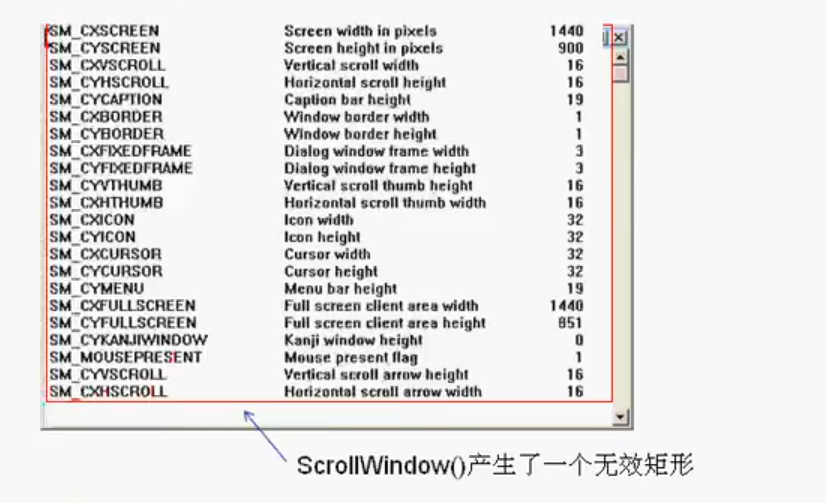 SM_CXSCREEN Screen width in pixels 1440
SM_CYSCREEN Screen height in pixels 900
SM_CXVSCROLL Vertical scroll width 16
SM_CYHSCROLL Horizontal scroll height 16
SM_CYCAPTION Caption bar height 19
SM_CXBORDER Window border width 1
SM_CYBORDER Window border height 1
SM_CXFIXEDFRAME Dialog window frame width 3
SM_CYFIXEDFRAME Dialog window frame height 3
SM_CYVTHUMB Vertical scroll thumb height 16
SM_CXHTHUMB Horizontal scroll thumb width 16
SM_CXICON Icon width 32
SM_CYICON Icon height 32
SM_CXCURSOR Cursor width 32
SM_CYCURSOR Cursor height 32
SM_CYMENU Menu bar height 19
SM_CXFULLSCREEN Full screen client area width 1440
SM_CYFULLSCREEN Full screen client area height 851
SM_CYKANJIWINDOW Kanji window height 0
SM_MOUSEPRESENT Mouse present flag 1
SM_CYVSCROLL Vertical scroll arrow height 16
SM_CXHSCROLL Horizontal scroll arrow width 16
ScrollWindow()产生了一个无效矩形